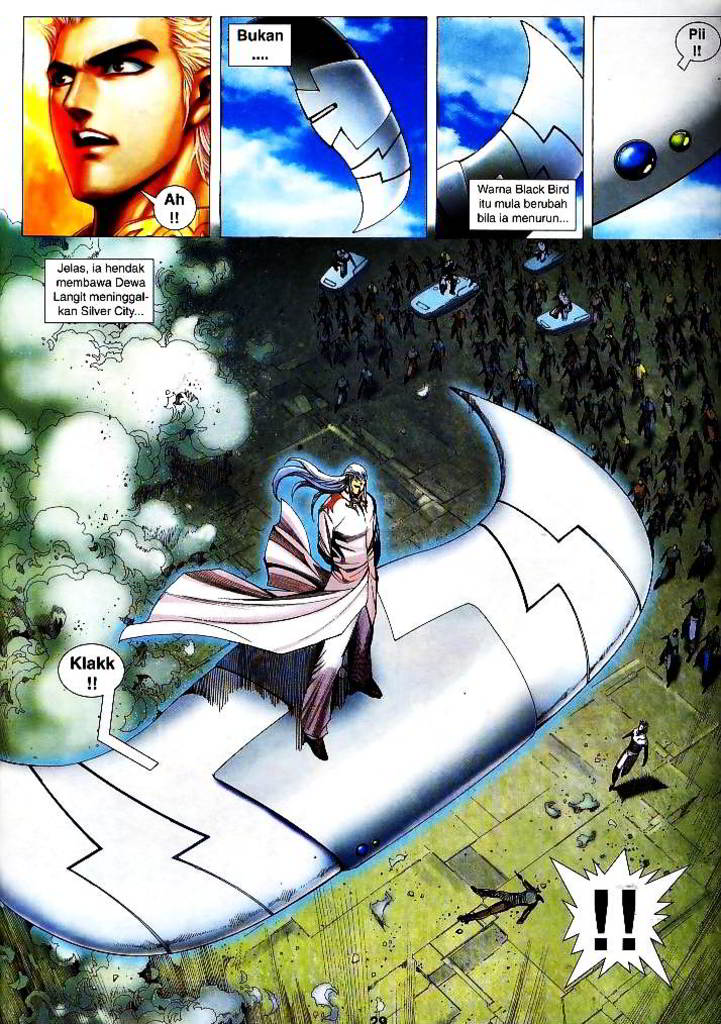 Ah
!!
Bukan
....
Warna Black Bird
itu mula berubah
bila ia menurun...
Pii
!!
Jelas, ia hendak
membawa Dewa
Langit meninggal-
kan Silver City...
Klakk
!!
!!
29